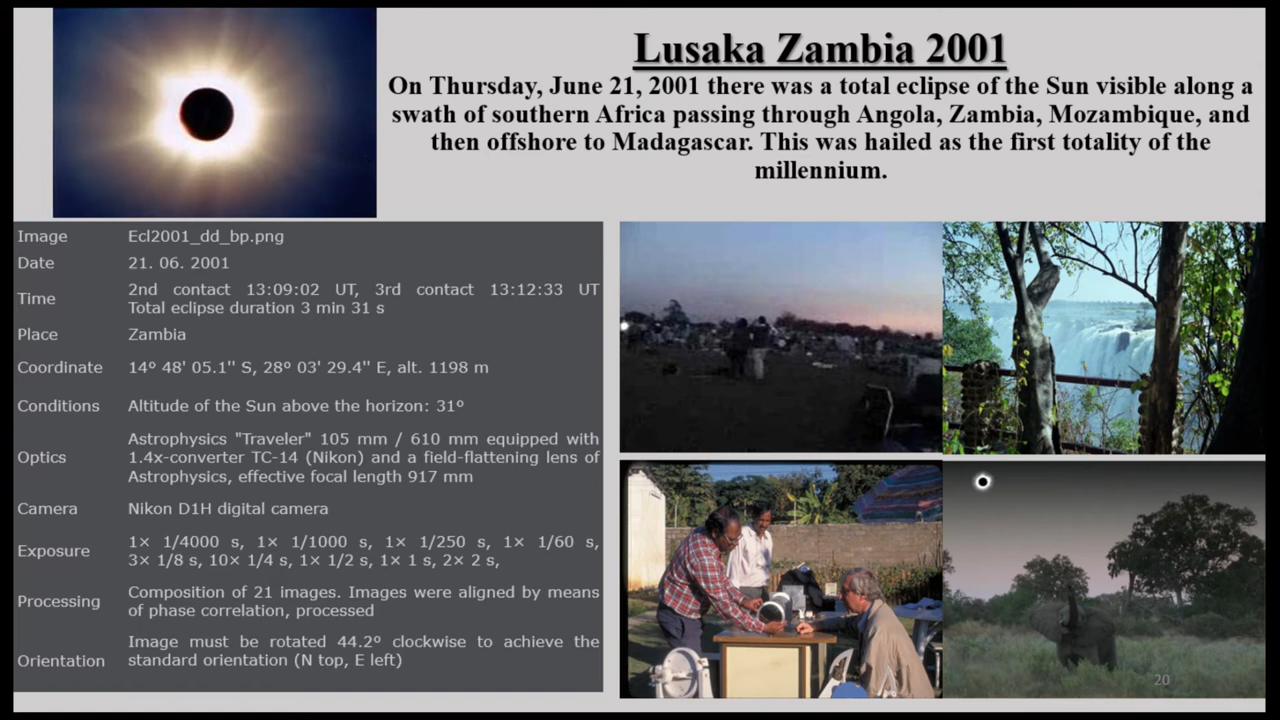 Lusaka Zambia 2001
On Thursday, June 21, 2001 there was a total eclipse of the Sun visible along a
swath of southern Africa passing through Angola, Zambia, Mozambique, and
then offshore to Madagascar. This was hailed as the first totality of the
millennium.
Image Ecl2001_dd_bp.png
Date 21. 06. 2001
Time 2nd contact 13:09:02 UT, 3rd contact 13:12:33 UT
Total eclipse duration 3 min 31 s
Place Zambia
Coordinate 14º 48' 05.1" S, 28º 03' 29.4" E, alt. 1198 m
Conditions Altitude of the Sun above the horizon: 31º
Optics Astrophysics "Traveler" 105 mm / 610 mm equipped with
1.4x-converter TC-14 (Nikon) and a field-flattening lens of
Astrophysics, effective focal length 917 mm
Camera Nikon D1H digital camera
Exposure 1× 1/4000 s, 1× 1/1000 s, 1× 1/250 s, 1× 1/60 s,
3× 1/8 s, 10× 1/4 s, 1× 1/2 s, 1× 1 s, 2× 2 s,
Processing Composition of 21 images. Images were aligned by means
of phase correlation, processed
Orientation Image must be rotated 44.2º clockwise to achieve the
standard orientation (N top, E left)
20